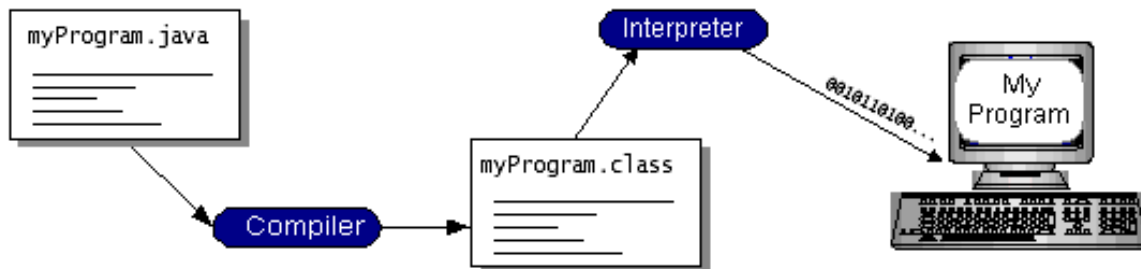 myProgram.java
Compiler
myProgram.class
Interpreter
0010110100...
My
Program